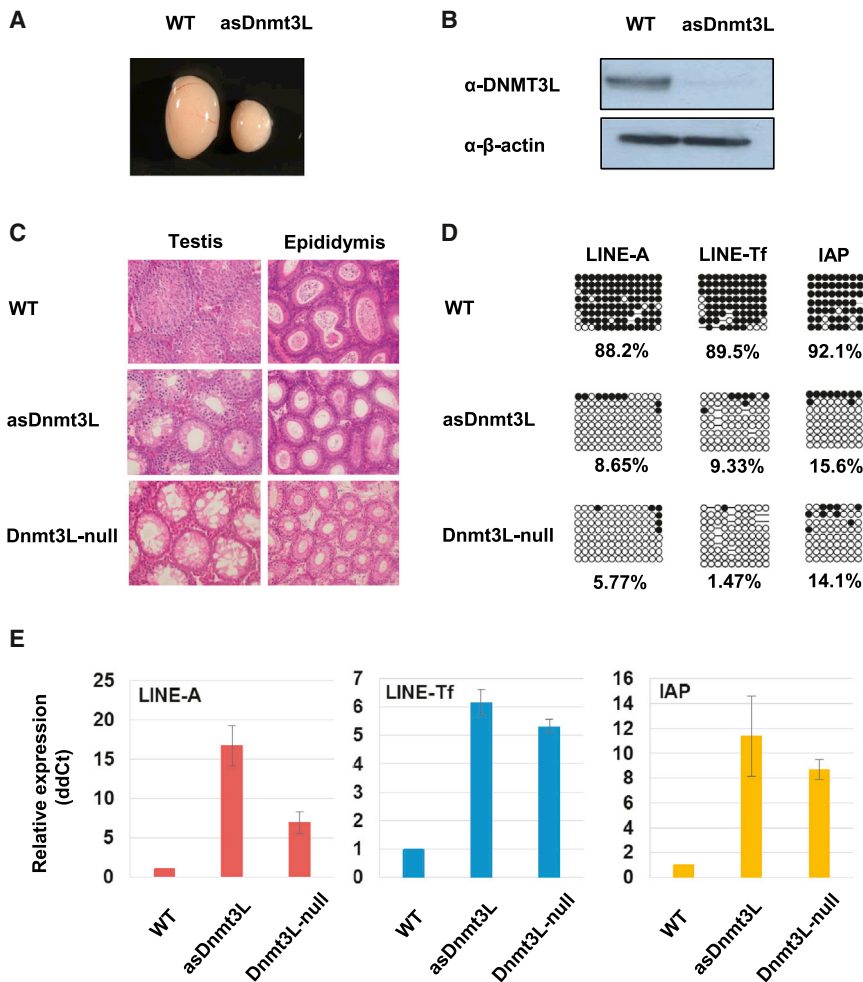 A
WT asDnmt3L
B
WT asDnmt3L
α-DNMT3L
α-β-actin
C
Testis Epididymis
WT
asDnmt3L
Dnmt3L-null
D
LINE-A LINE-Tf IAP
WT
88.2% 89.5% 92.1%
asDnmt3L
8.65% 9.33% 15.6%
Dnmt3L-null
5.77% 1.47% 14.1%
E
Relative expression
(ddCt)
LINE-A
25
20
15
10
5
0
WT
asDnmt3L
Dnmt3L-null
LINE-Tf
7
6
5
4
3
2
1
0
WT
asDnmt3L
Dnmt3L-null
IAP
16
14
12
10
8
6
4
2
0
WT
asDnmt3L
Dnmt3L-null